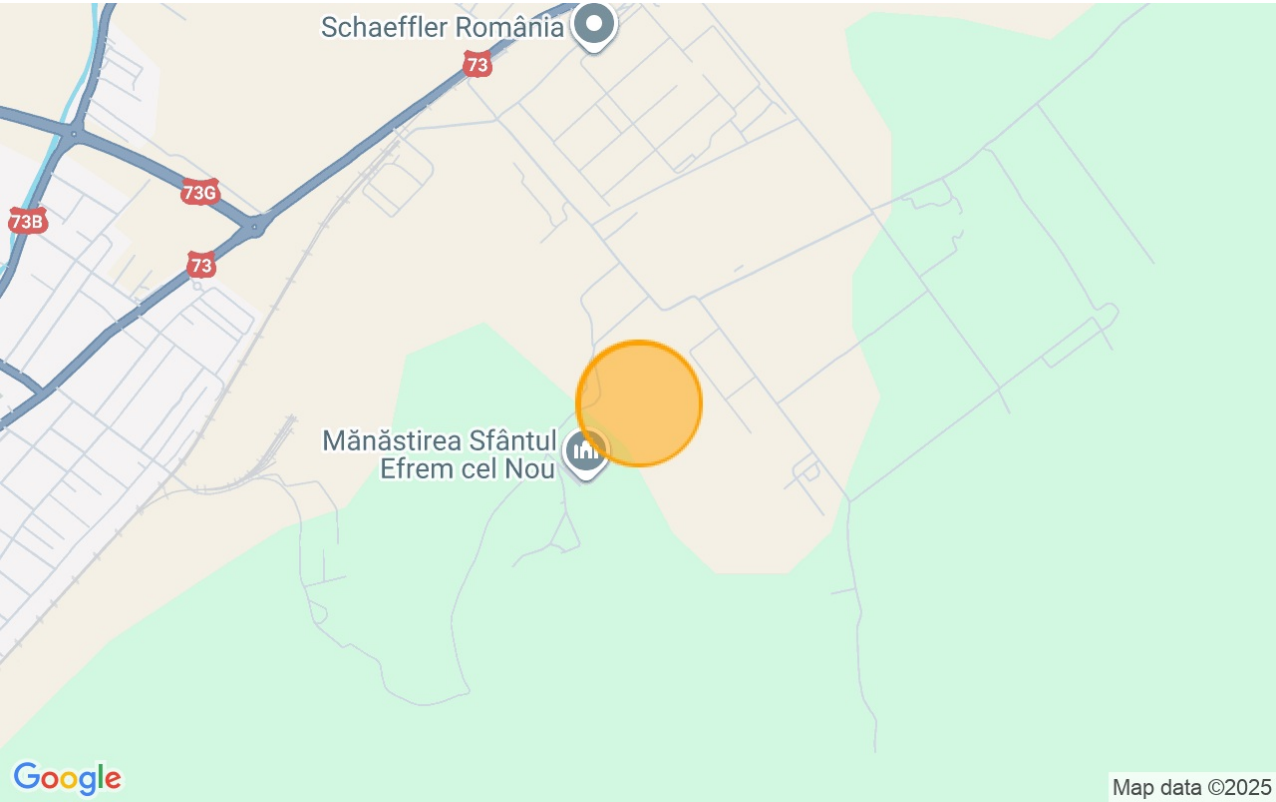 Schaeffler România
73
73G
73B
73
Mănăstirea Sfântul
Efrem cel Nou
Google
Map data ©2025